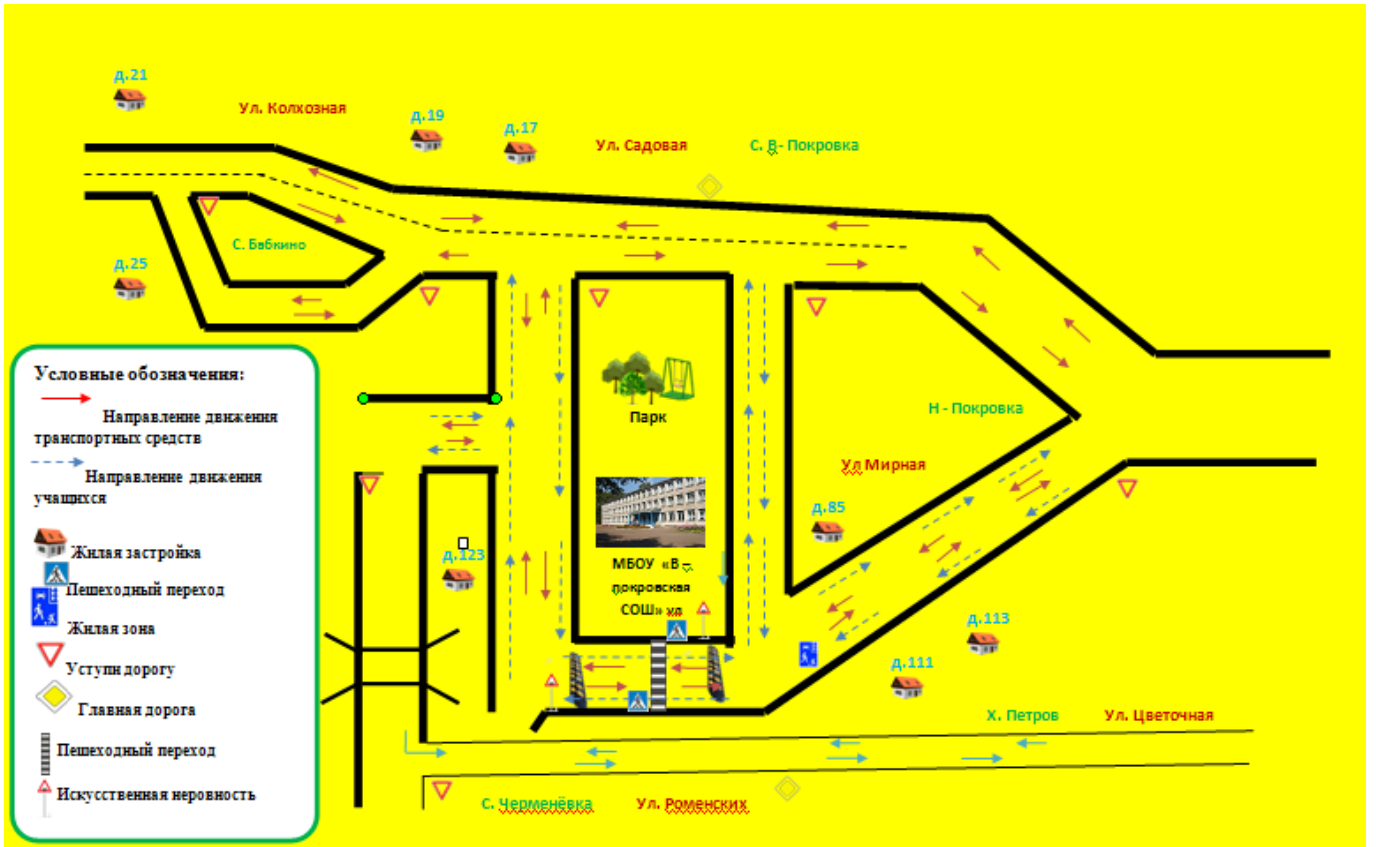 д.21
Ул. Колхозная
д.19
д.17
Ул. Садовая
С. В- Покровка
С. Бабкино
д.25
Условные обозначения:
Направление движения
транспортных средств
Направление движения
учащихся
Жилая застройка
Пешеходный переход
Жилая зона
Уступи дорогу
Главная дорога
Пешеходный переход
Искусственная неровность
Парк
Н - Покровка
Ул Мирная
д.85
д.123
МБОУ «В –
покровская
СОШ» ул
д.113
д.111
Х. Петров
Ул. Цветочная
С. Черменёвка
Ул. Роменских